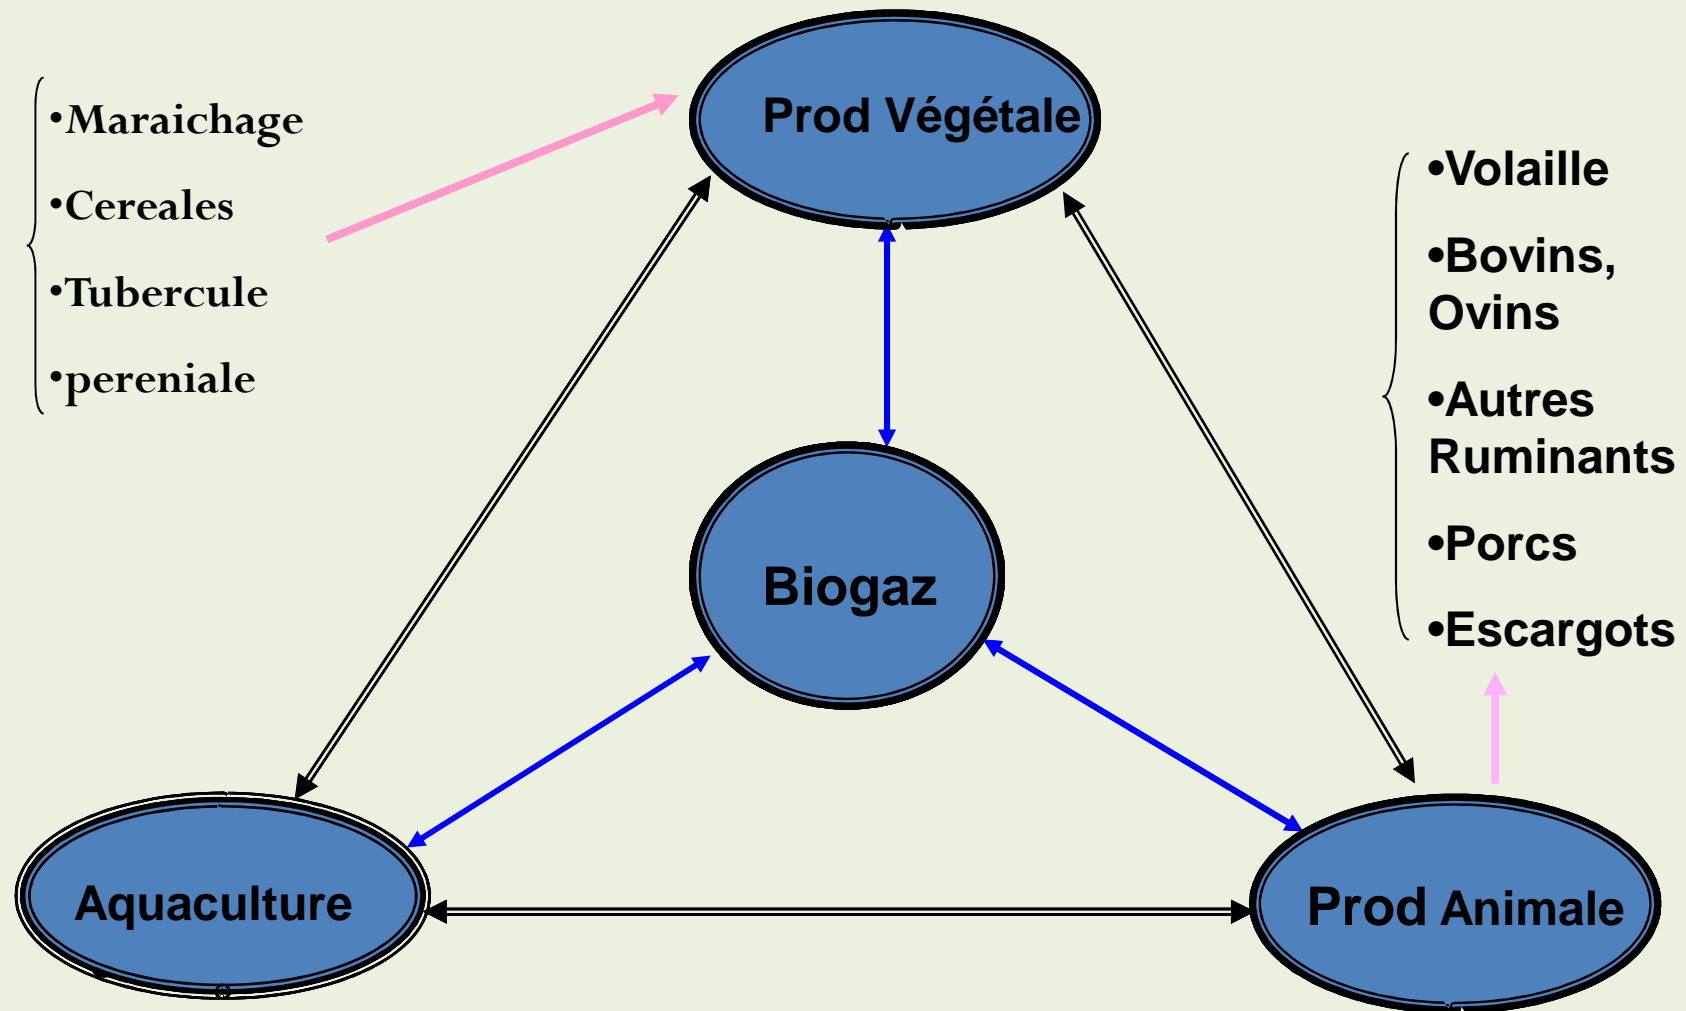 Prod Végétale
•Maraichage
•Cereales
•Tubercule
•pereniale
•Volaille
•Bovins,
Ovins
•Autres
Ruminants
•Porcs
•Escargots
Biogaz
Aquaculture
Prod Animale